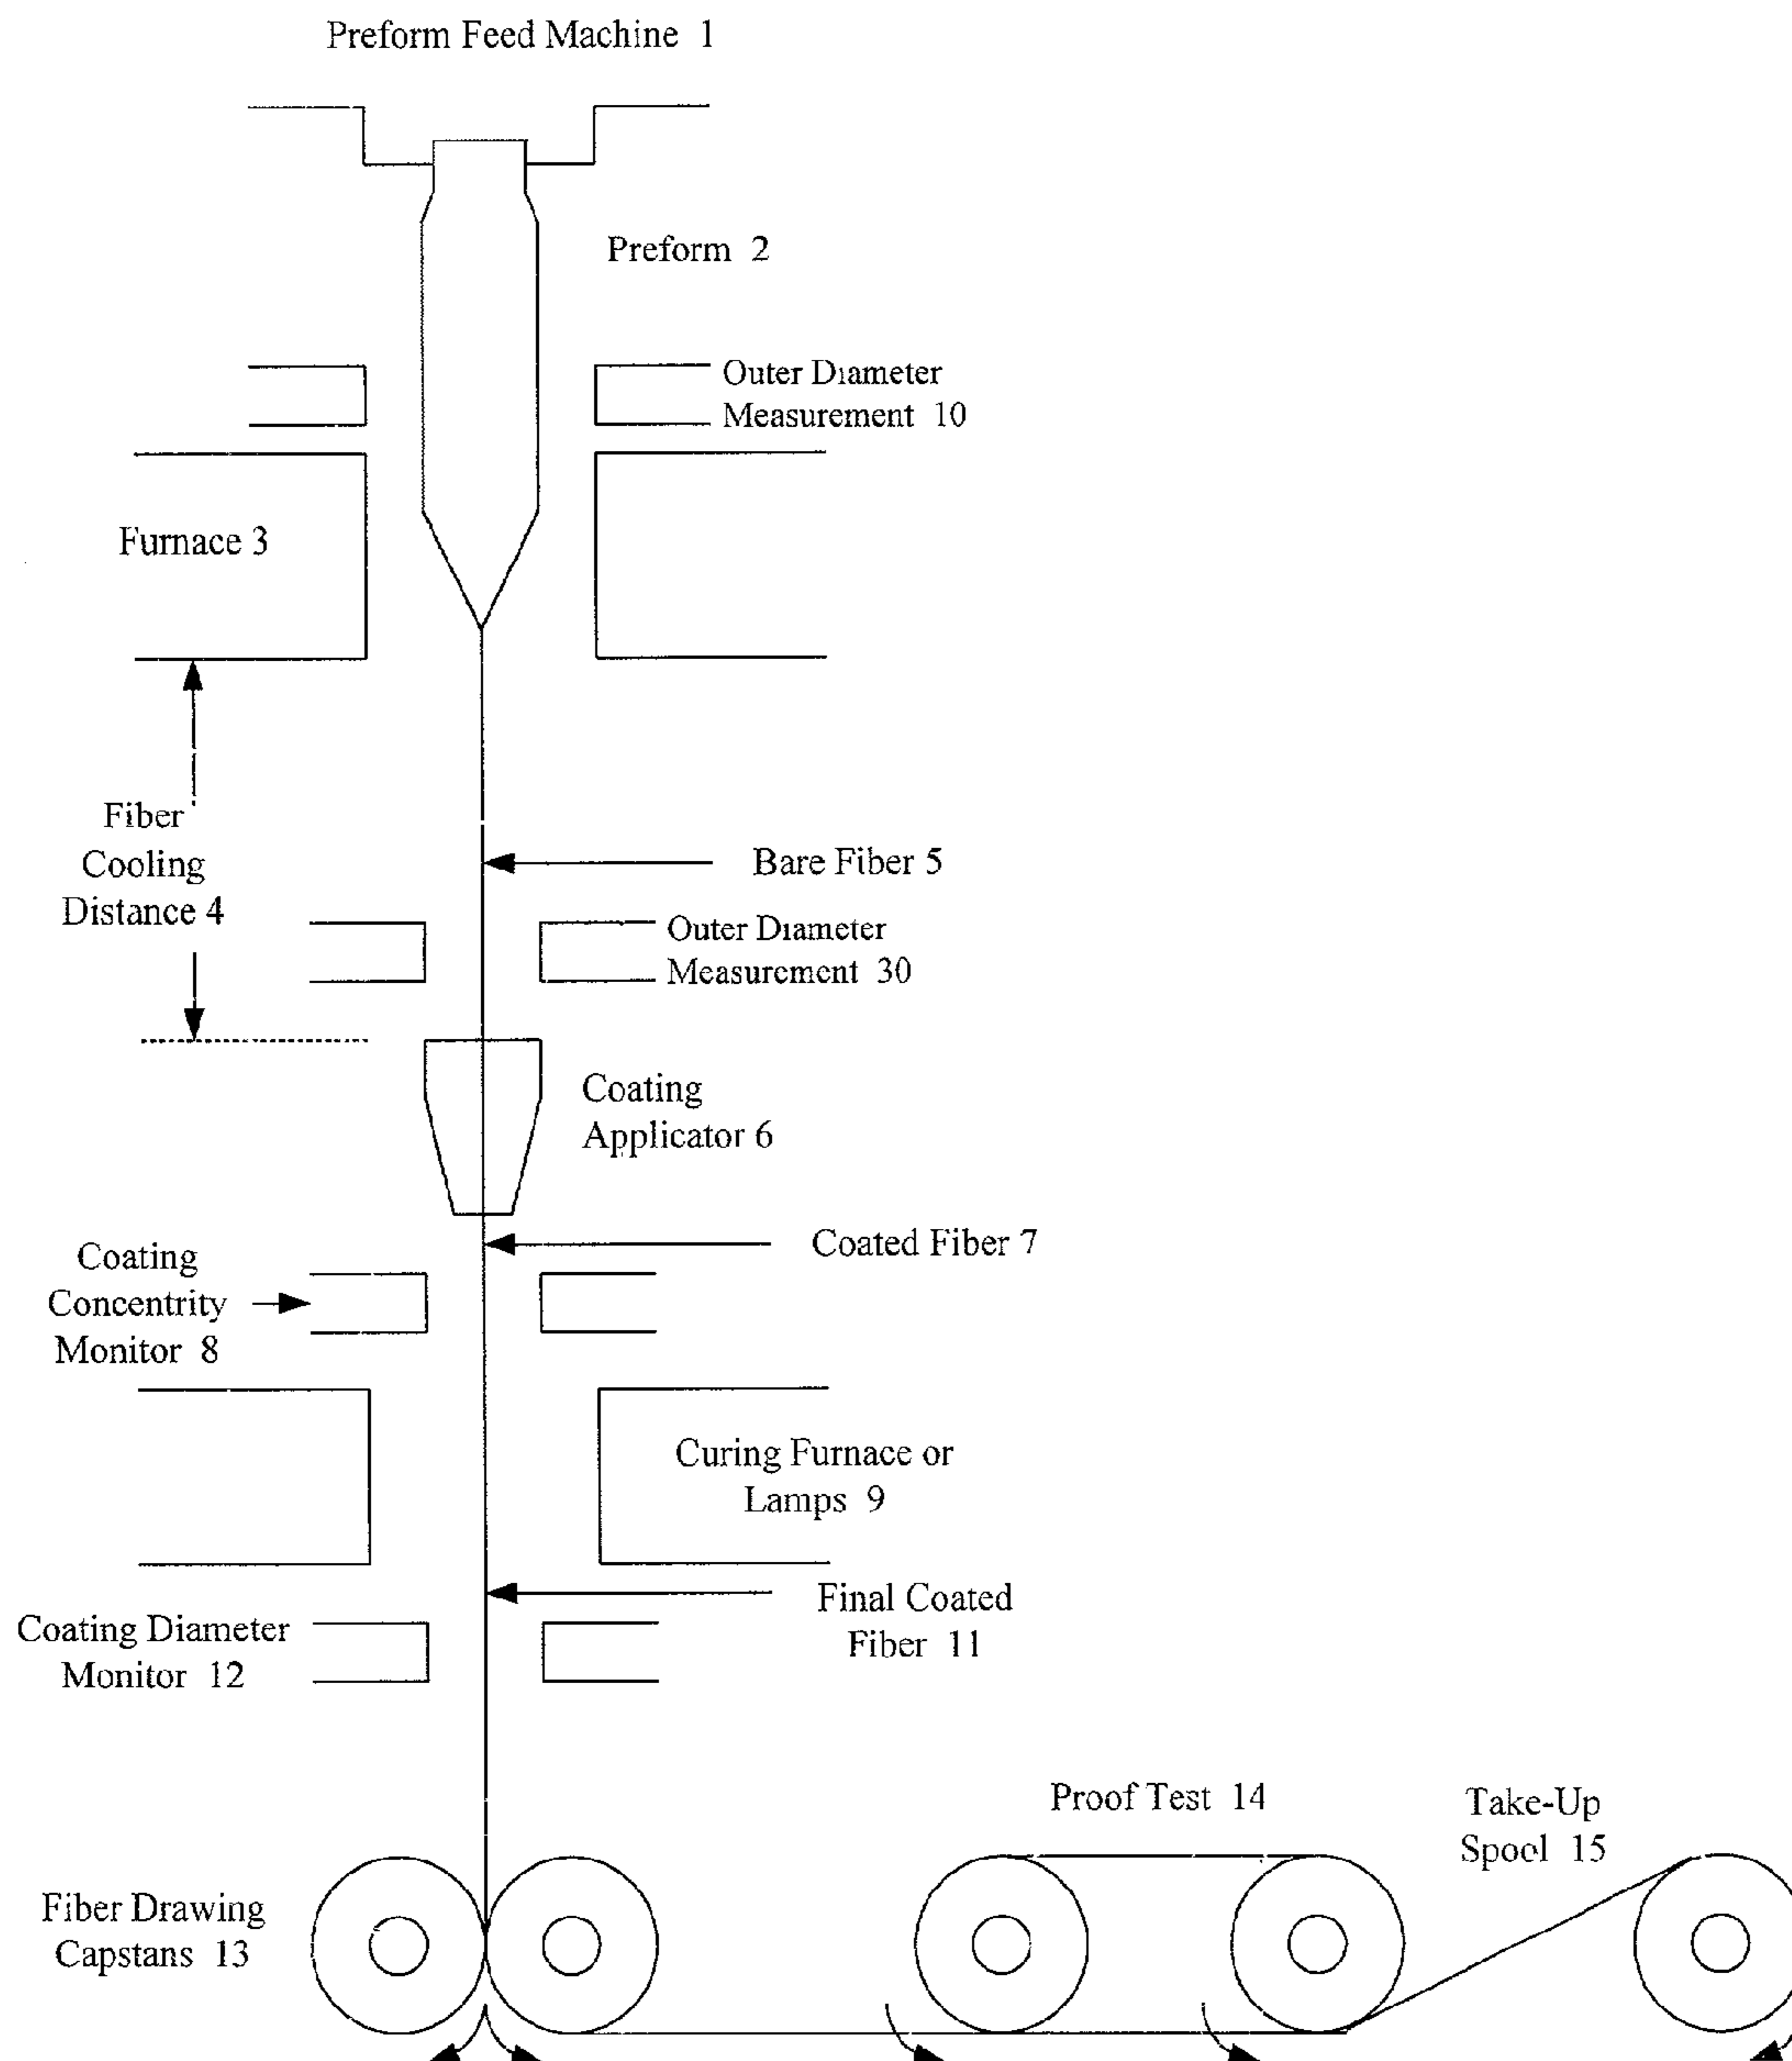 Preform Feed Machine 1
Preform 2
Outer Diameter
Measurement 10
Furnace 3
Fiber
Cooling
Distance 4
Bare Fiber 5
Outer Diameter
Measurement 30
Coating
Applicator 6
Coated Fiber 7
Coating
Concentrity
Monitor 8
Curing Furnace or
Lamps 9
Final Coated
Fiber 11
Coating Diameter
Monitor 12
Proof Test 14
Take-Up
Spool 15
Fiber Drawing
Capstans 13